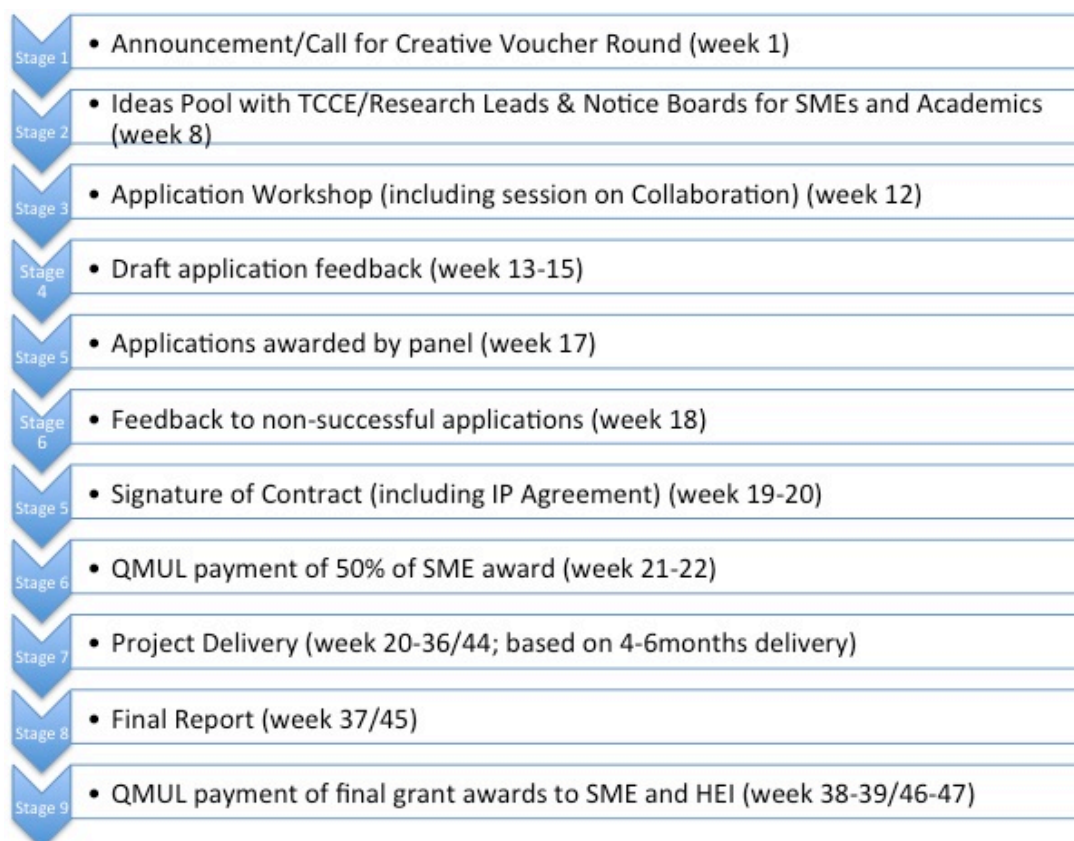 Stage 1
• Announcement/Call for Creative Voucher Round (week 1)
Stage 2
• Ideas Pool with TCCE/Research Leads & Notice Boards for SMEs and Academics
(week 8)
Stage 3
• Application Workshop (including session on Collaboration) (week 12)
Stage
4
• Draft application feedback (week 13-15)
Stage 5
• Applications awarded by panel (week 17)
Stage
6
• Feedback to non-successful applications (week 18)
Stage 5
• Signature of Contract (including IP Agreement) (week 19-20)
Stage 6
• QMUL payment of 50% of SME award (week 21-22)
Stage 7
• Project Delivery (week 20-36/44; based on 4-6months delivery)
Stage 8
• Final Report (week 37/45)
Stage 9
• QMUL payment of final grant awards to SME and HEI (week 38-39/46-47)